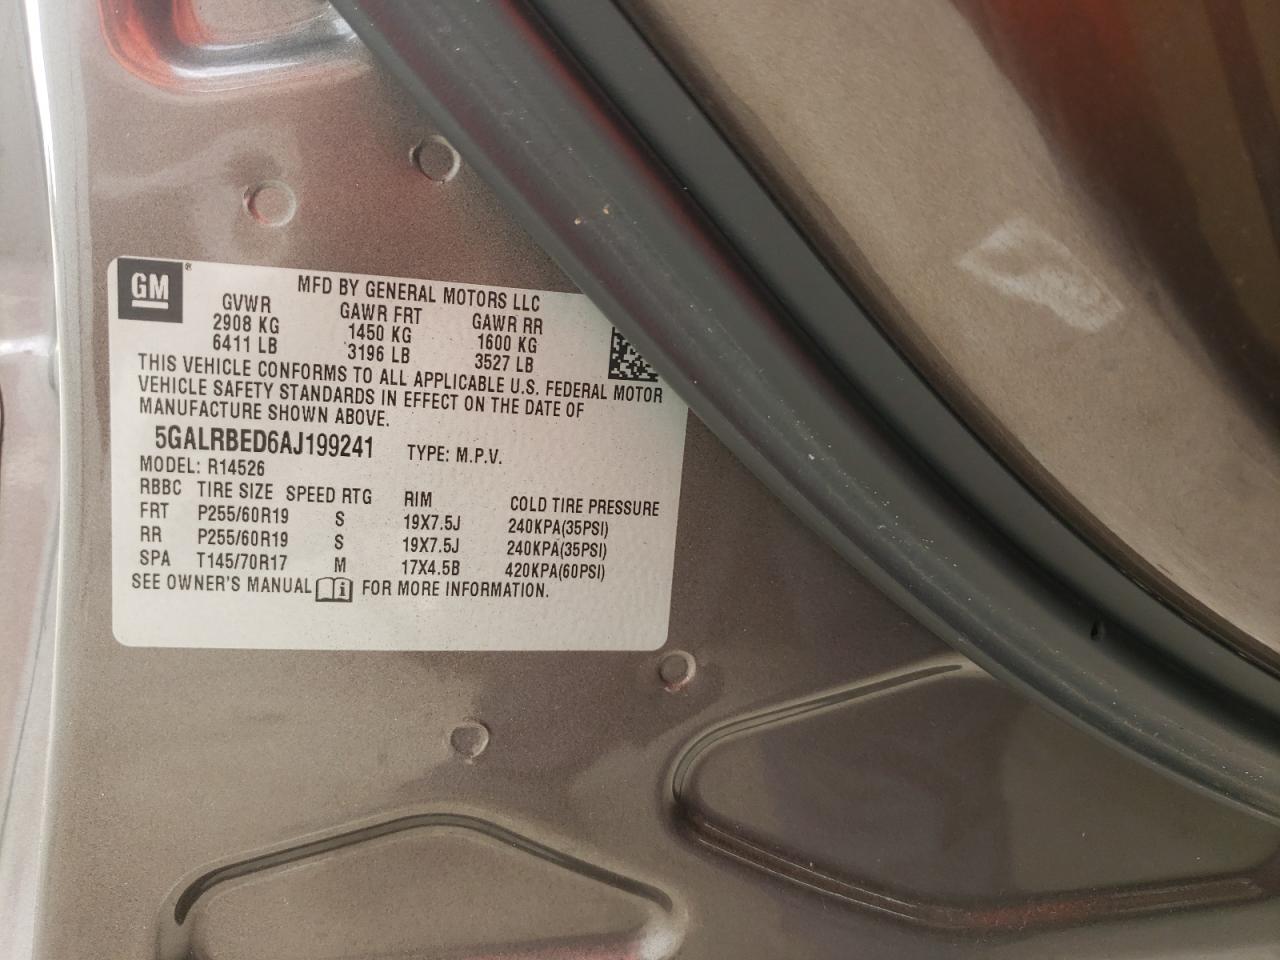 GM®
MFD BY GENERAL MOTORS LLC
GVWR GAWR FRT GAWR RR
2908 KG 1450 KG 1600 KG
6411 LB 3196 LB 3527 LB
THIS VEHICLE CONFORMS TO ALL APPLICABLE U.S. FEDERAL MOTOR
VEHICLE SAFETY STANDARDS IN EFFECT ON THE DATE OF
MANUFACTURE SHOWN ABOVE.
5GALRBED6AJ199241 TYPE: M.P.V.
MODEL: R14526
RBBC TIRE SIZE SPEED RTG RIM COLD TIRE PRESSURE
FRT P255/60R19 S 19X7.5J 240KPA(35PSI)
RR P255/60R19 S 19X7.5J 240KPA(35PSI)
SPA T145/70R17 M 17X4.5B 420KPA(60PSI)
SEE OWNER'S MANUAL i FOR MORE INFORMATION.